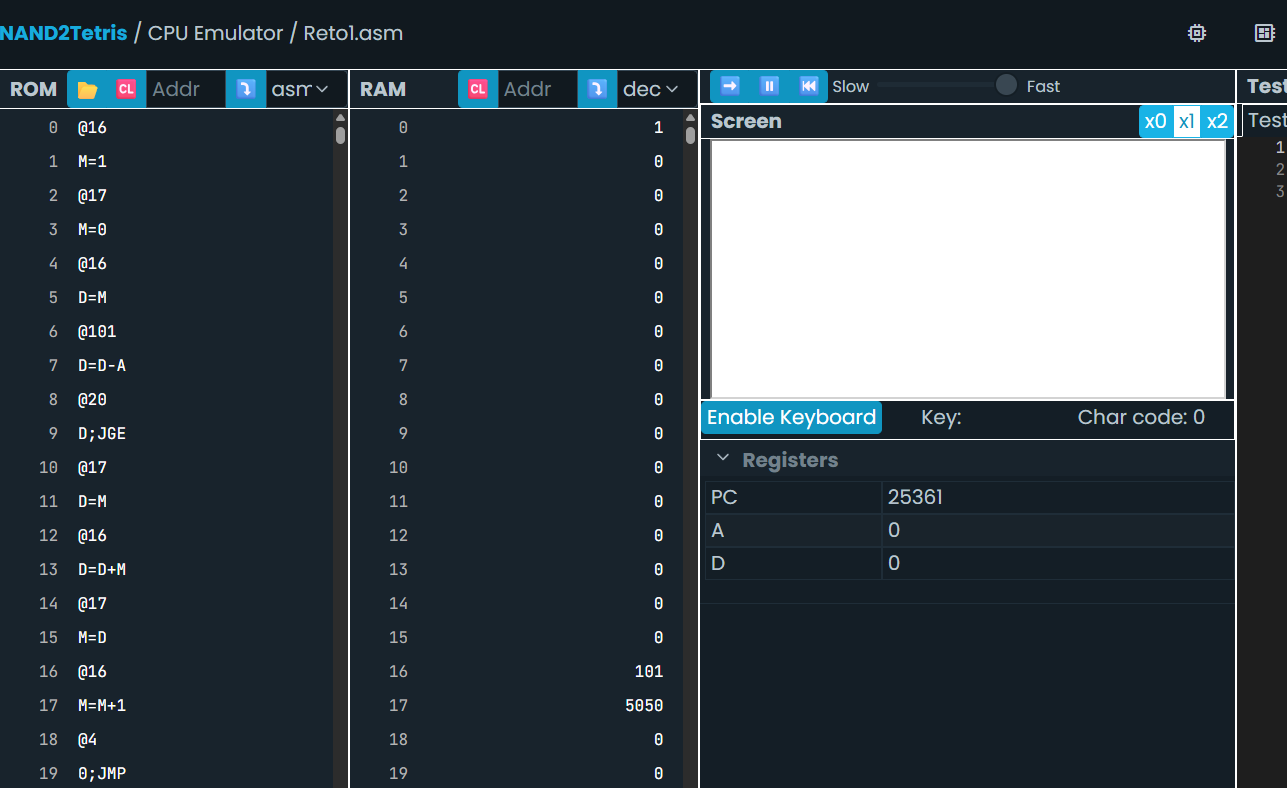 NAND2Tetris / CPU Emulator / Reto1.asm
ROM CL Addr asm RAM CL Addr dec Slow Fast Test
Screen x0 x1 x2 Test
0 @16 0 1 1
1 M=1 1 0 2
2 @17 2 0 3
3 M=0 3 0
4 @16 4 0
5 D=M 5 0
6 @101 6 0
7 D=D-A 7 0
8 @20 8 0
9 D;JGE 9 0
Enable Keyboard Key: Char code: 0
10 @17 10 0
Registers
11 D=M 11 0
PC 25361
12 @16 12 0
A 0
13 D=D+M 13 0
D 0
14 @17 14 0
15 M=D 15 0
16 @16 16 101
17 M=M+1 17 5050
18 @4 18 0
19 0;JMP 19 0